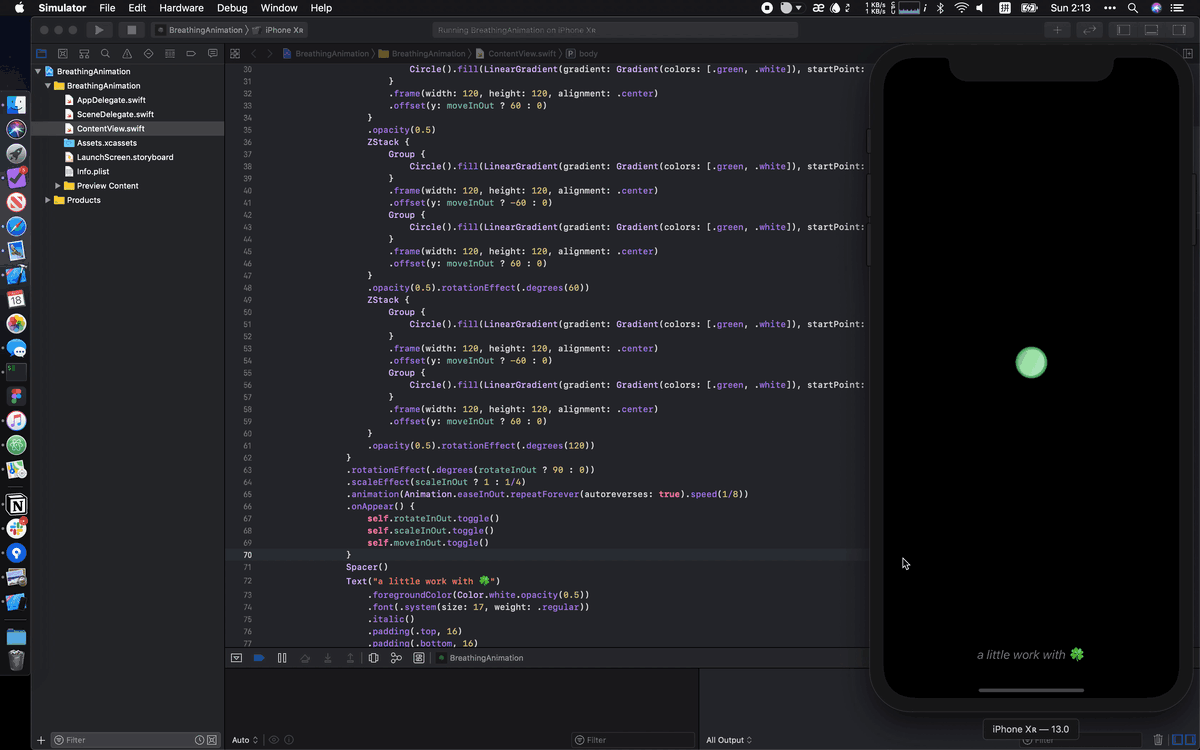 Simulator File Edit Hardware Debug Window Help
1 KB/s
1 KB/s
Sun 2:13
BreathingAnimation iPhone XR
Running BreathingAnimation on iPhone XR
BreathingAnimation BreathingAnimation ContentView.swift P body
BreathingAnimation
BreathingAnimation
AppDelegate.swift
SceneDelegate.swift
ContentView.swift
Assets.xcassets
LaunchScreen.storyboard
Info.plist
Preview Content
Products
18
30 Circle().fill(LinearGradient(gradient: Gradient(colors: [.green, .white]), startPoint:
31 }
32 .frame(width: 120, height: 120, alignment: .center)
33 .offset(y: moveInOut ? 60 : 0)
34 }
35 .opacity(0.5)
36 ZStack {
37 Group {
38 Circle().fill(LinearGradient(gradient: Gradient(colors: [.green, .white]), startPoint:
39 }
40 .frame(width: 120, height: 120, alignment: .center)
41 .offset(y: moveInOut ? -60 : 0)
42 Group {
43 Circle().fill(LinearGradient(gradient: Gradient(colors: [.green, .white]), startPoint:
44 }
45 .frame(width: 120, height: 120, alignment: .center)
46 .offset(y: moveInOut ? 60 : 0)
47 }
48 .opacity(0.5).rotationEffect(.degrees(60))
49 ZStack {
50 Group {
51 Circle().fill(LinearGradient(gradient: Gradient(colors: [.green, .white]), startPoint:
52 }
53 .frame(width: 120, height: 120, alignment: .center)
54 .offset(y: moveInOut ? -60 : 0)
55 Group {
56 Circle().fill(LinearGradient(gradient: Gradient(colors: [.green, .white]), startPoint:
57 }
58 .frame(width: 120, height: 120, alignment: .center)
59 .offset(y: moveInOut ? 60 : 0)
60 }
61 .opacity(0.5).rotationEffect(.degrees(120))
62 }
63 .rotationEffect(.degrees(rotateInOut ? 90 : 0))
64 .scaleEffect(scaleInOut ? 1 : 1/4)
65 .animation(Animation.easeInOut.repeatForever(autoreverses: true).speed(1/8))
66 .onAppear() {
67 self.rotateInOut.toggle()
68 self.scaleInOut.toggle()
69 self.moveInOut.toggle()
70 }
71 Spacer()
72 Text("a little work with 🍀")
73 .foregroundColor(Color.white.opacity(0.5))
74 .font(.system(size: 17, weight: .regular))
75 .italic()
76 .padding(.top, 16)
77 .padding(.bottom, 16)
BreathingAnimation
a little work with 🍀
iPhone XR — 13.0
Filter
Auto
Filter
All Output
Filter